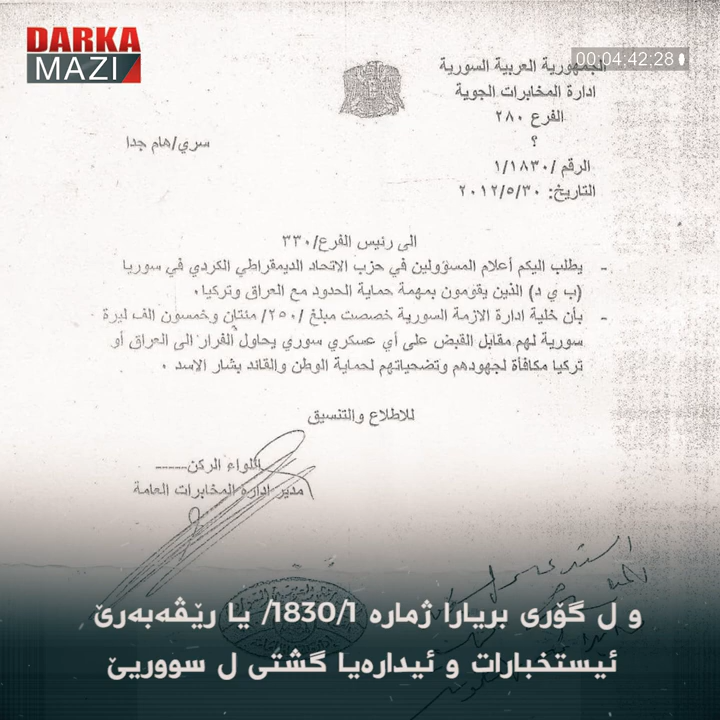 DARKA
MAZI
00:04:42:28
الجمهورية العربية السورية
ادارة المخابرات الجوية
الفرع ٢٨٠
؟
سري/هام جدا
الرقم /١/١٨٣٠
التاريخ: ٢٠١٢/٥/٣٠
الى رئيس الفرع/٣٣٠
- يطلب اليكم أعلام المسؤولين في حزب الاتحاد الديمقراطي الكردي في سوريا
(ب ي د) الذين يقومون بمهمة حماية الحدود مع العراق وتركيا.
- بأن خلية ادارة الازمة السورية خصصت مبلغ /٢٥٠/ مئتان وخمسون الف ليرة
سورية لهم مقابل القبض على أي عسكري سوري يحاول الفرار الى العراق أو
تركيا مكافأة لجهودهم وتضحياتهم لحماية الوطن والقائد بشار الاسد .
للاطلاع والتنسيق
اللواء الركن-----
مدير ادارة المخابرات العامة
و ل گۆری بریارا ژماره 1830/1/ یا رێڤەبەرێ
ئیستخبارات و ئیدارەیا گشتی ل سووریێ